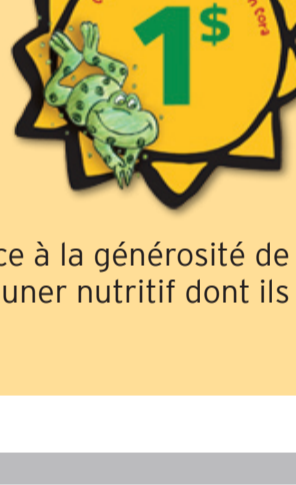 1$
ce à la générosité de
uner nutritif dont ils